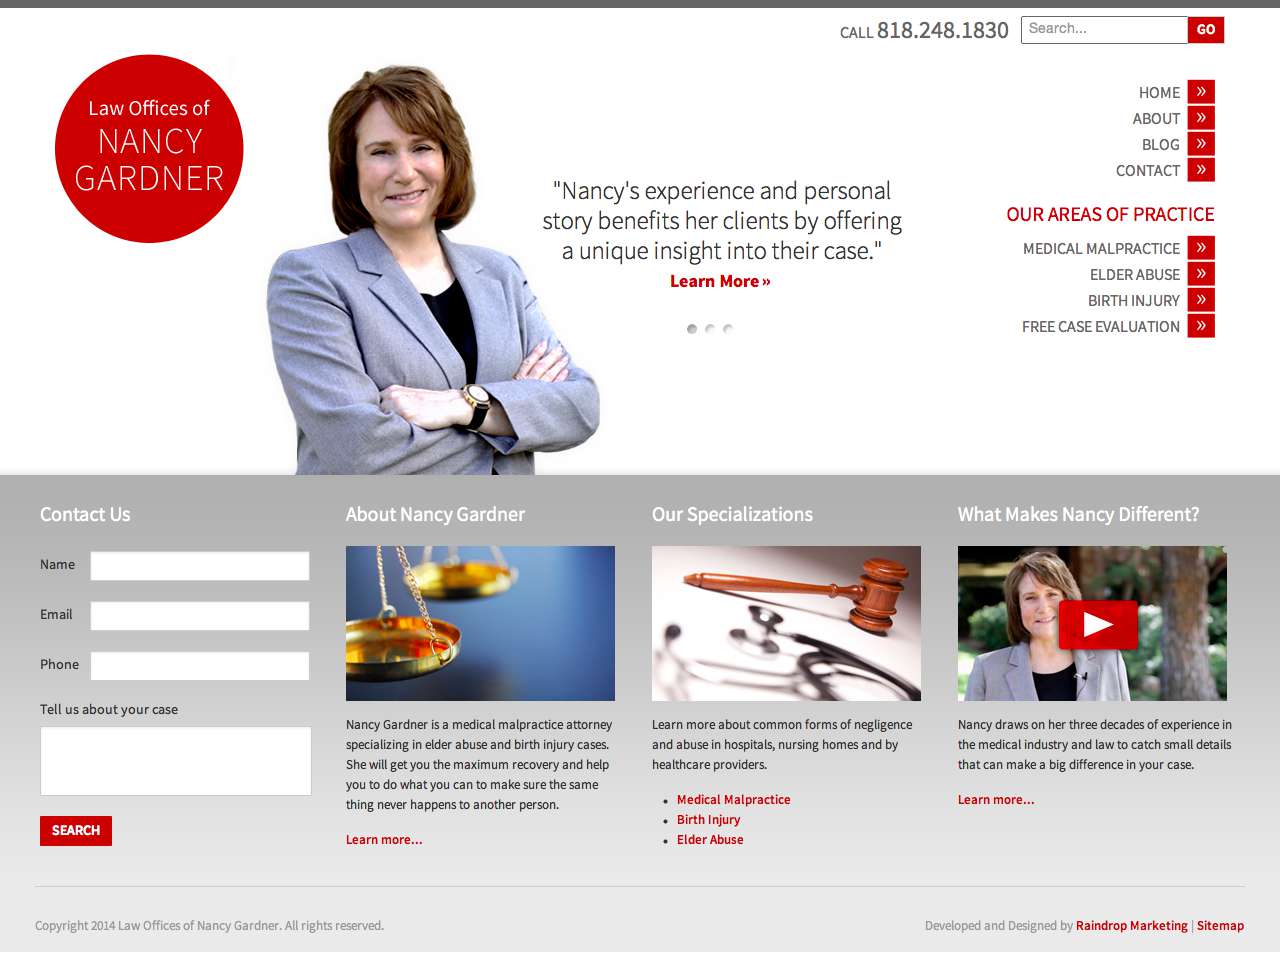 CALL 818.248.1830
Search...
GO
Law Offices of
NANCY
GARDNER
HOME »
ABOUT »
BLOG »
CONTACT »
OUR AREAS OF PRACTICE
MEDICAL MALPRACTICE »
ELDER ABUSE »
BIRTH INJURY »
FREE CASE EVALUATION »
"Nancy's experience and personal
story benefits her clients by offering
a unique insight into their case."
Learn More »
Contact Us
Name
Email
Phone
Tell us about your case
SEARCH
About Nancy Gardner
Nancy Gardner is a medical malpractice attorney
specializing in elder abuse and birth injury cases.
She will get you the maximum recovery and help
you to do what you can to make sure the same
thing never happens to another person.
Learn more...
Our Specializations
Learn more about common forms of negligence
and abuse in hospitals, nursing homes and by
healthcare providers.
• Medical Malpractice
• Birth Injury
• Elder Abuse
What Makes Nancy Different?
Nancy draws on her three decades of experience in
the medical industry and law to catch small details
that can make a big difference in your case.
Learn more...
Copyright 2014 Law Offices of Nancy Gardner. All rights reserved.
Developed and Designed by Raindrop Marketing | Sitemap